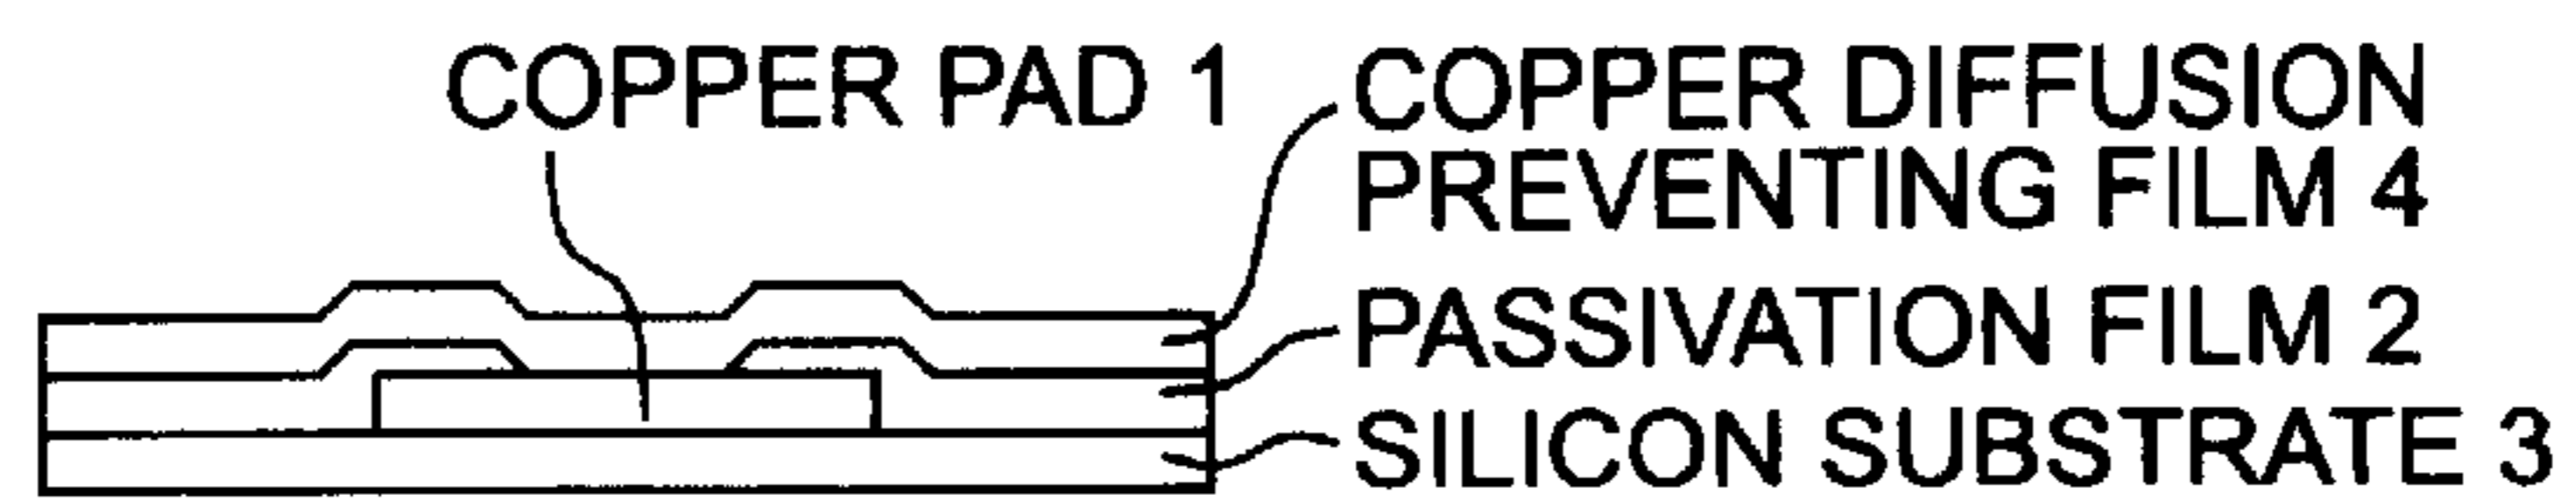 COPPER PAD 1
COPPER DIFFUSION
PREVENTING FILM 4
PASSIVATION FILM 2
SILICON SUBSTRATE 3